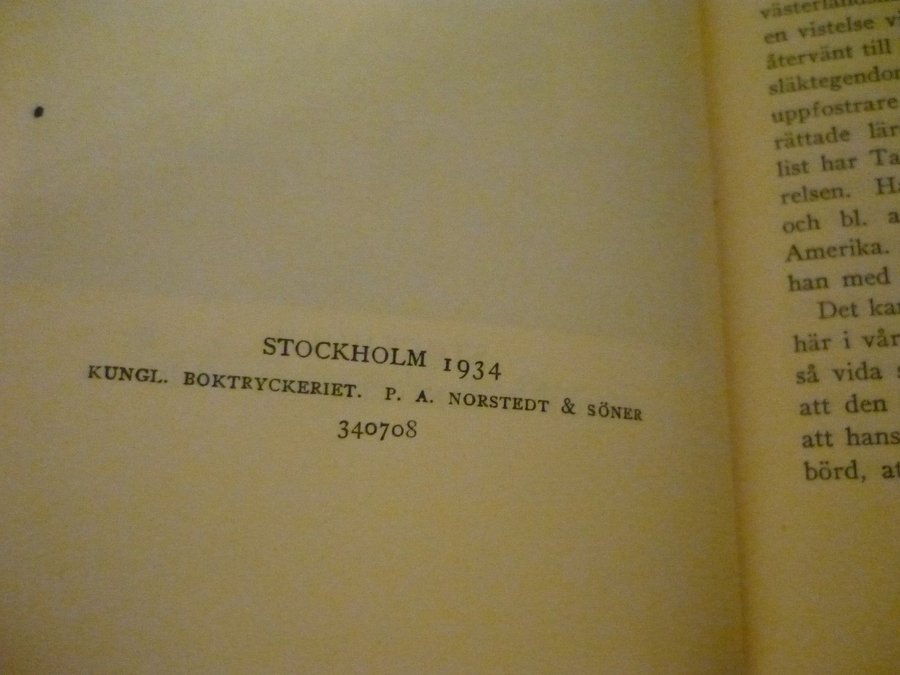 STOCKHOLM 1934
KUNGL. BOKTRYCKERIET. P. A. NORSTEDT & SÖNER
340708
en vistelse
återvänt till
uppfostrare
rättade
list har
relsen.
och bl. a
Amerika.
han med
Det
här i
så vida
att den
att hans
börd,